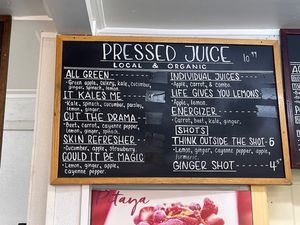 PRESSED JUICE 10⁹⁹
LOCAL & ORGANIC
ALL GREEN
• Green apple, celery, kale, cucumber, ginger, spinach, lemon.
IT KALES ME
• Kale, spinach, cucumber, parsley, lemon, ginger.
CUT THE DRAMA
• Beet, carrot, cayenne pepper, lemon, ginger, spinach.
SKIN REFRESHER
• Cucumber, apple, strawberry.
COULD IT BE MAGIC
• Lemon, ginger, apple, Cayenne pepper.
INDIVIDUAL JUICES
• Apple, carrot, & combo.
LIFE GIVES YOU LEMONS
• Apple, lemon.
ENERGIZER
• Carrot, beet, kale, ginger.
SHOTS
THINK OUTSIDE THE SHOT - 6
• Lemon, ginger, cayenne, pepper, apple, turmeric
GINGER SHOT
Pitaya